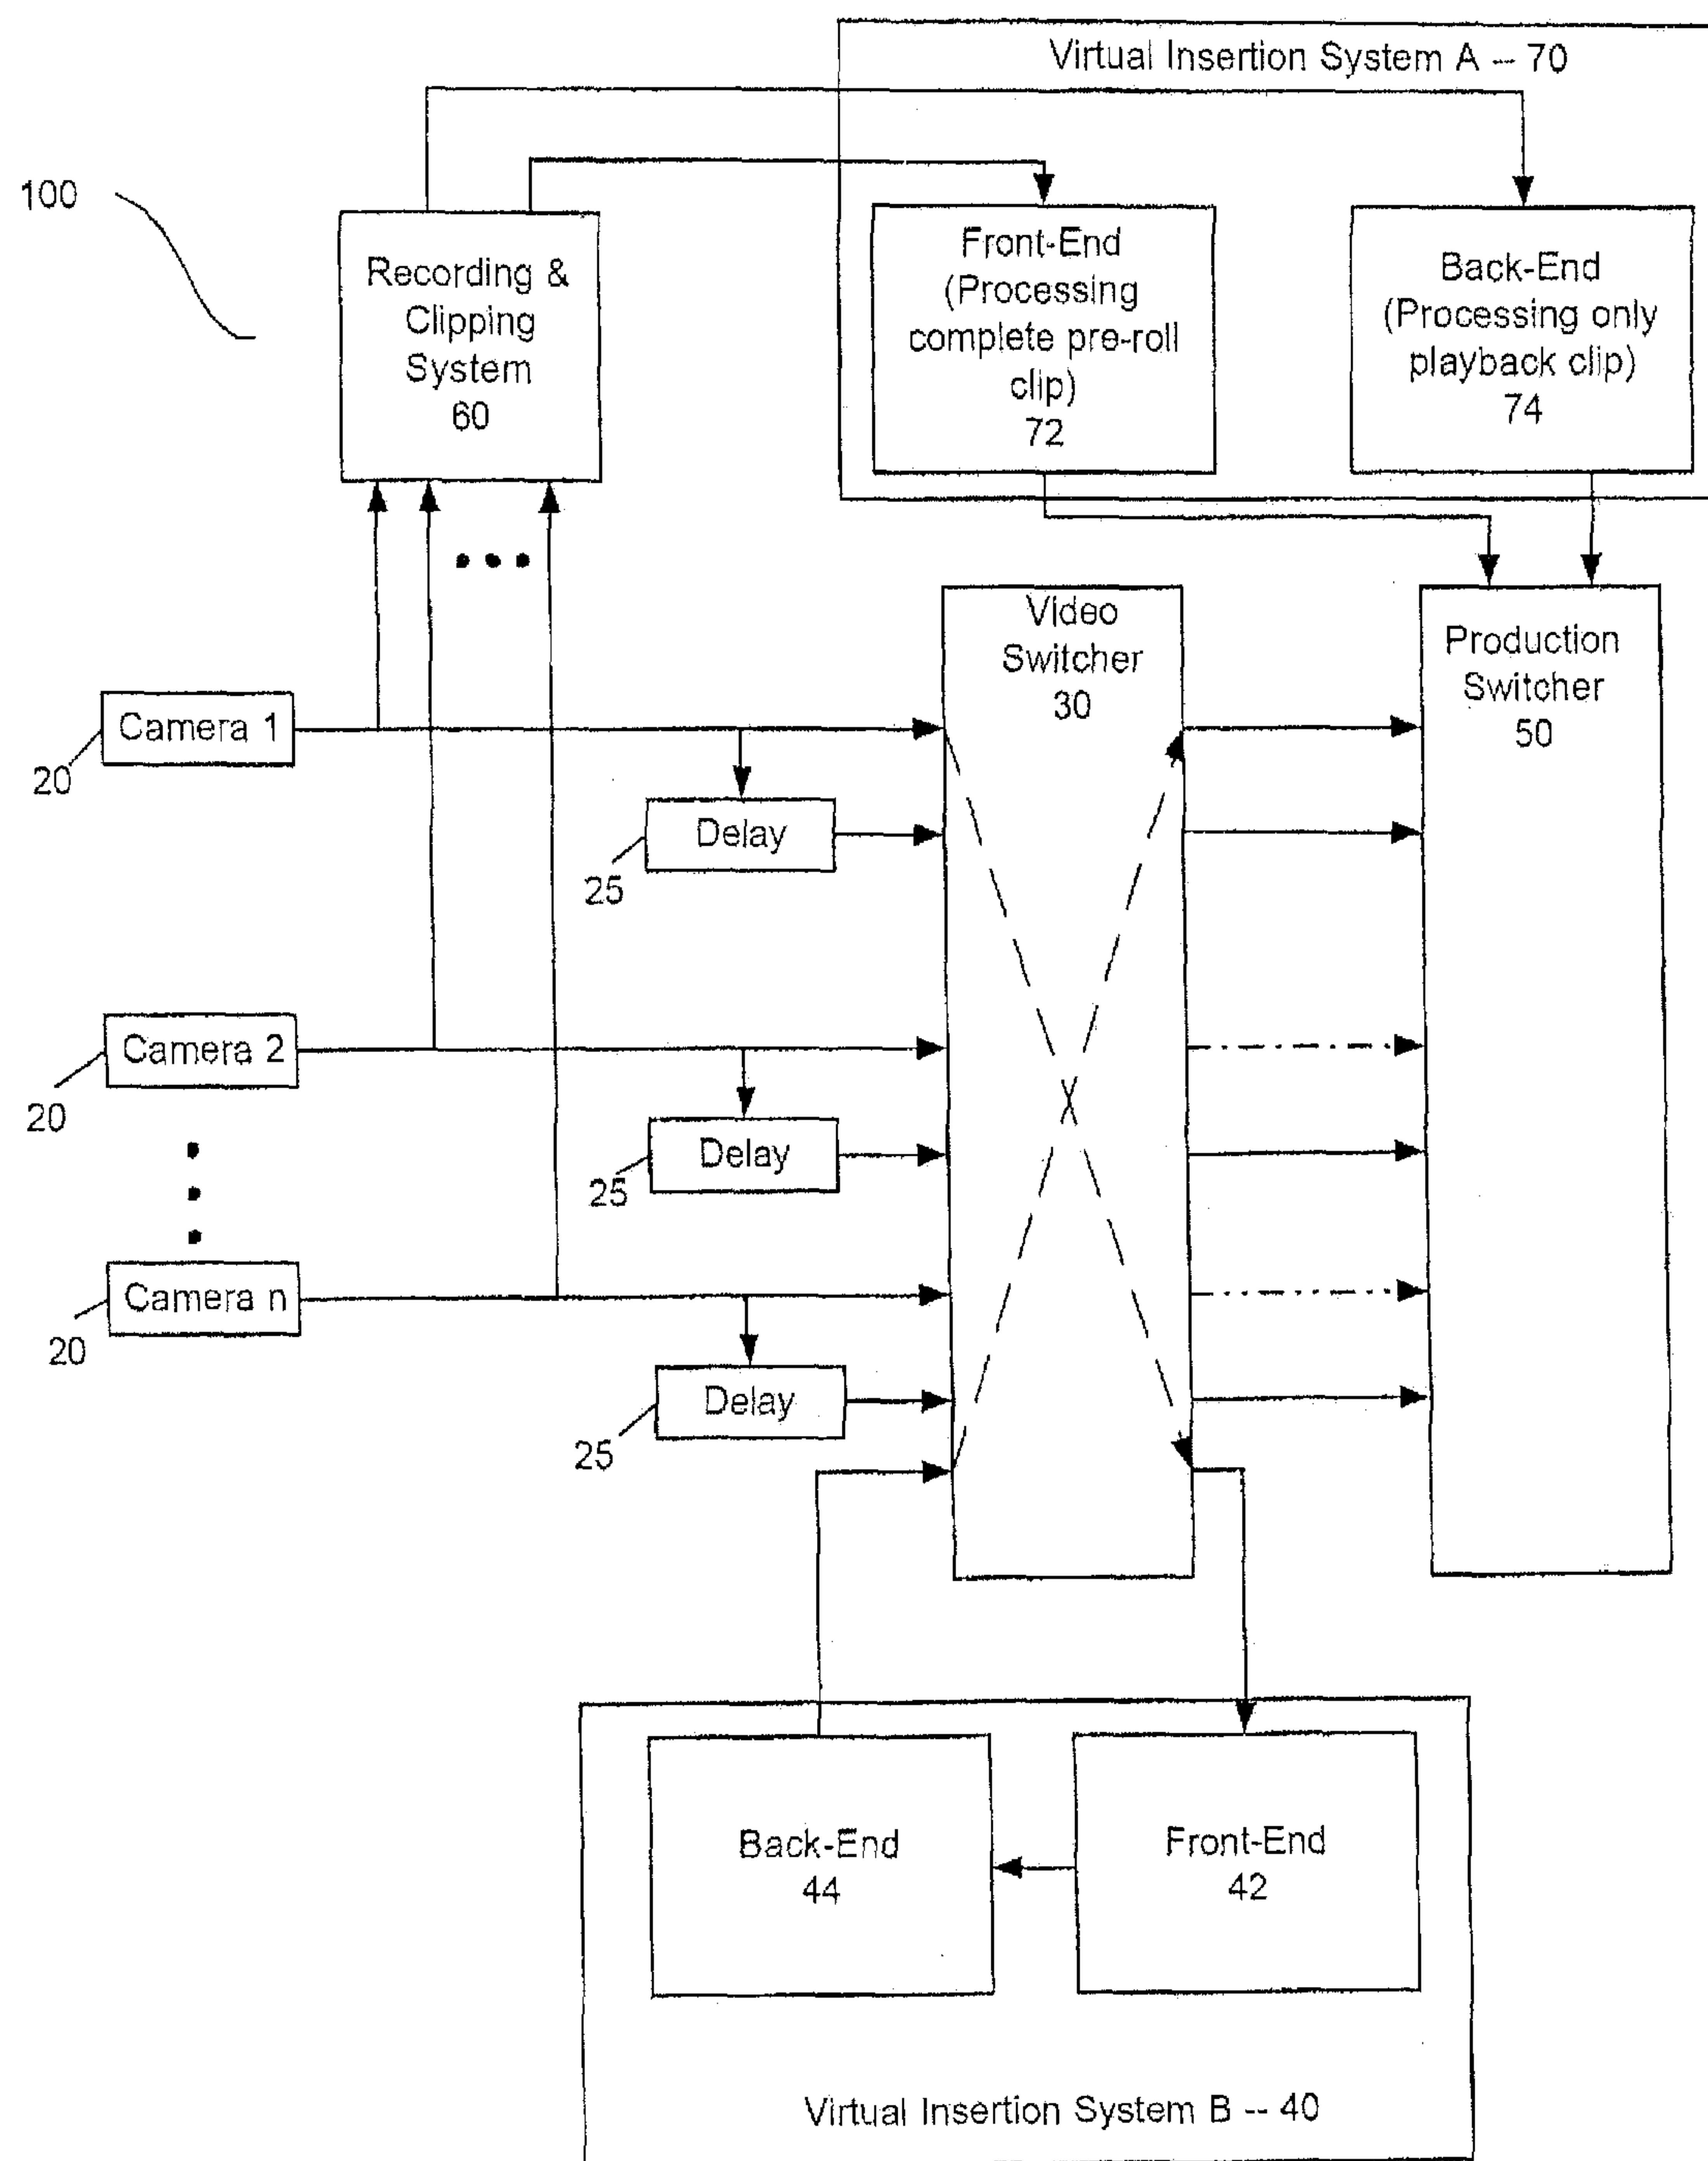 Virtual Insertion System A -- 70
100
Recording &
Clipping
System
60
Front-End
(Processing
complete pre-roll
clip)
72
Back-End
(Processing only
playback clip)
74
Video
Switcher
30
Production
Switcher
50
Camera 1
20
Delay
25
Camera 2
20
Delay
25
Camera n
20
Delay
25
Back-End
44
Front-End
42
Virtual Insertion System B -- 40